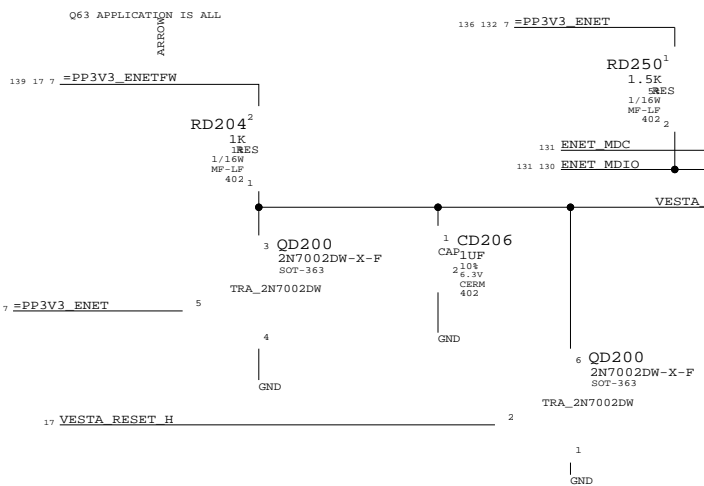 Q63 APPLICATION IS ALL
ARROW
136 132 7 =PP3V3_ENET
139 17 7 =PP3V3_ENETFW
RD250 1
1.5K
5%
RES
1/16W
MF-LF
402
2
RD204 2
1K
1%
RES
1/16W
MF-LF
402 1
131 ENET_MDC
131 130 ENET_MDIO
VESTA_
3 QD200
2N7002DW-X-F
SOT-363
TRA_2N7002DW
1 CD206
CAP 1UF
2 10%
6.3V
CERM
402
7 =PP3V3_ENET 5
4
GND
GND
6 QD200
2N7002DW-X-F
SOT-363
TRA_2N7002DW
17 VESTA_RESET_H 2
1
GND